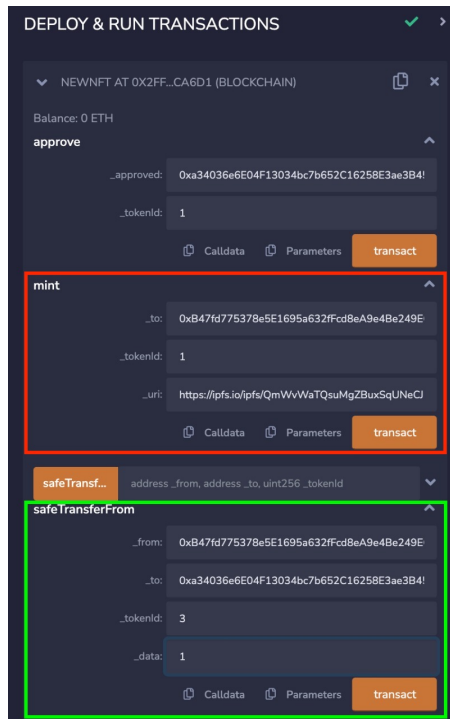 DEPLOY & RUN TRANSACTIONS
NEWNFT AT 0X2FF...CA6D1 (BLOCKCHAIN)
Balance: 0 ETH
approve
_approved: 0xa34036e6E04F13034bc7b652C16258E3ae3B4!
_tokenId: 1
Calldata Parameters transact
mint
_to: 0xB47fd775378e5E1695a632fFcd8eA9e4Be249E
_tokenId: 1
_uri: https://ipfs.io/ipfs/QmWvWaTQsuMgZBuxSqUNeCJ
Calldata Parameters transact
safeTransf... address _from, address _to, uint256 _tokenId
safeTransferFrom
_from: 0xB47fd775378e5E1695a632fFcd8eA9e4Be249E
_to: 0xa34036e6E04F13034bc7b652C16258E3ae3B4!
_tokenId: 3
_data: 1
Calldata Parameters transact